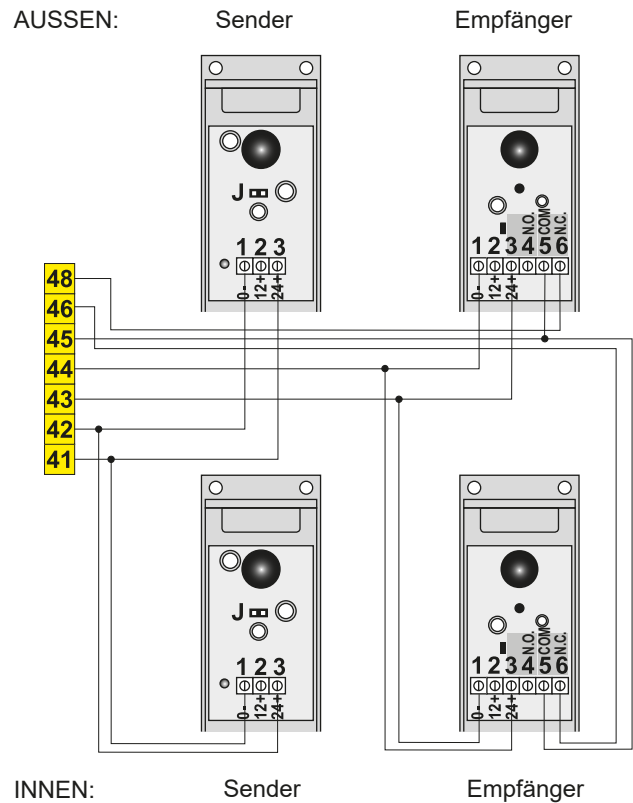 AUSSEN: Sender Empfänger
J
1 2 3
0- 12+ 24+
N.O. COM N.C.
1 2 3 4 5 6
0- 12+ 24+
48
46
45
44
43
42
41
J
1 2 3
0- 12+ 24+
N.O. COM N.C.
1 2 3 4 5 6
0- 12+ 24+
INNEN: Sender Empfänger